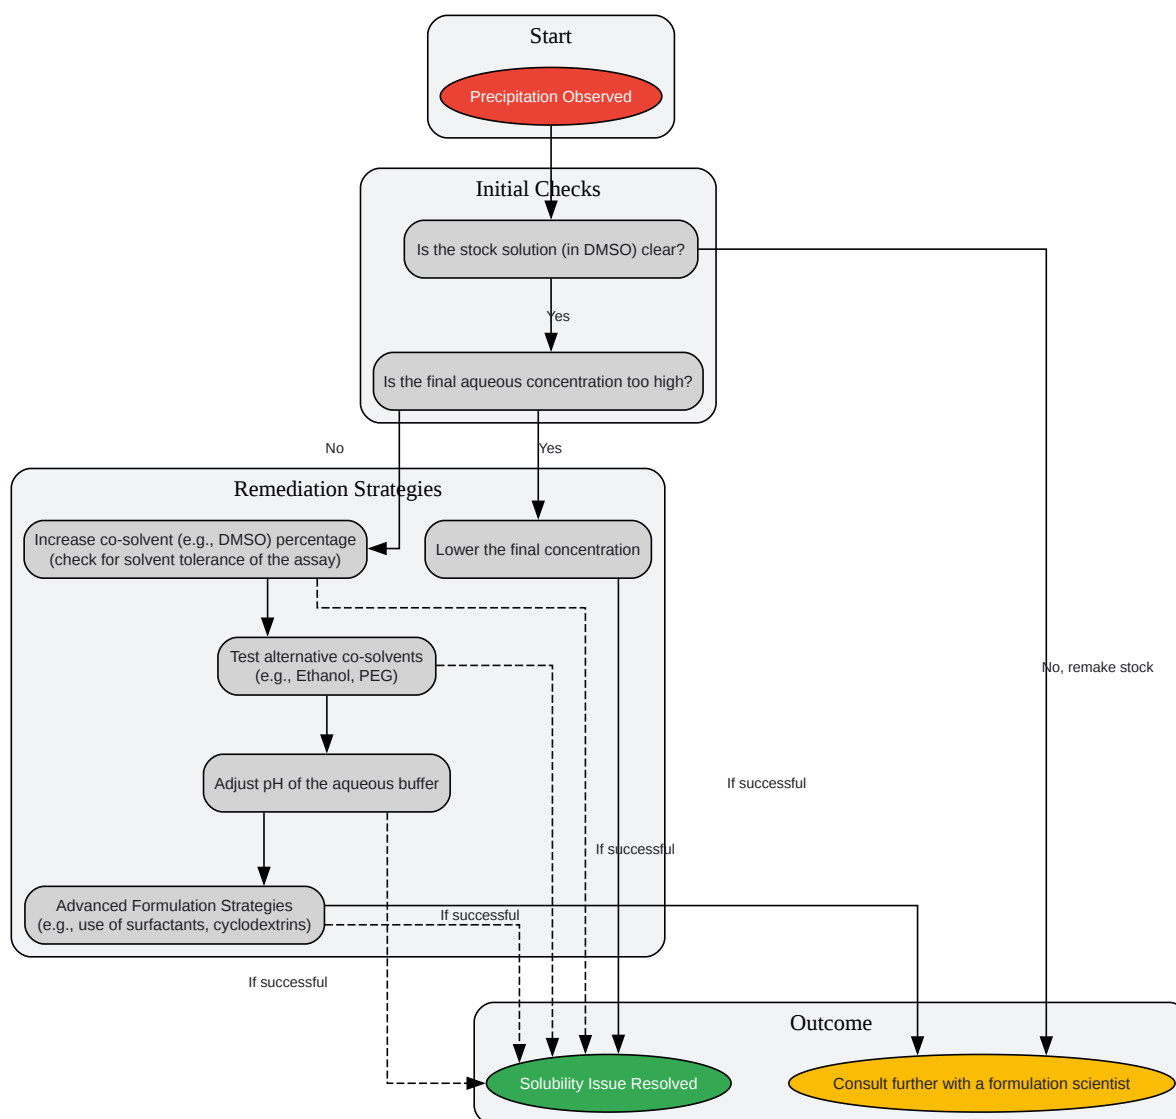 Start
Precipitation Observed
Initial Checks
Is the stock solution (in DMSO) clear?
Yes
Is the final aqueous concentration too high?
No
Yes
Remediation Strategies
Increase co-solvent (e.g., DMSO) percentage
(check for solvent tolerance of the assay)
Lower the final concentration
Test alternative co-solvents
(e.g., Ethanol, PEG)
No, remake stock
Adjust pH of the aqueous buffer
If successful
If successful
Advanced Formulation Strategies
(e.g., use of surfactants, cyclodextrins)
If successful
If successful
Outcome
Solubility Issue Resolved
Consult further with a formulation scientist